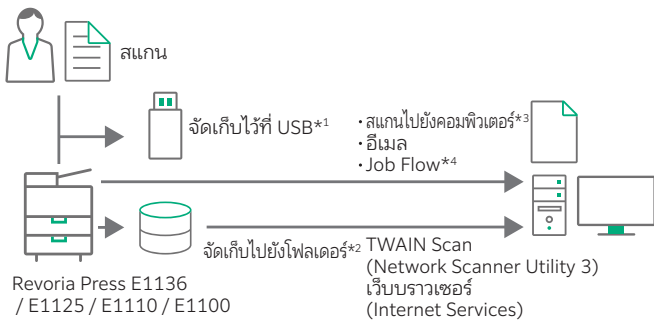 สแกน
จัดเก็บไว้ที่ USB*1
・สแกนไปยังคอมพิวเตอร์*3
・อีเมล
・Job Flow*4
จัดเก็บไปยังโฟลเดอร์*2
TWAIN Scan
(Network Scanner Utility 3)
เว็บบราวเซอร์
(Internet Services)
Revoria Press E1136
/ E1125 / E1110 / E1100